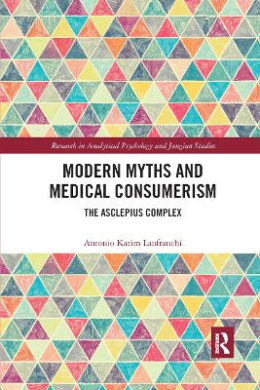 Research in Analytical Psychology and Jungian Studies
MODERN MYTHS AND
MEDICAL CONSUMERISM
THE ASCLEPIUS COMPLEX
Antonio Karim Lanfranchi
R